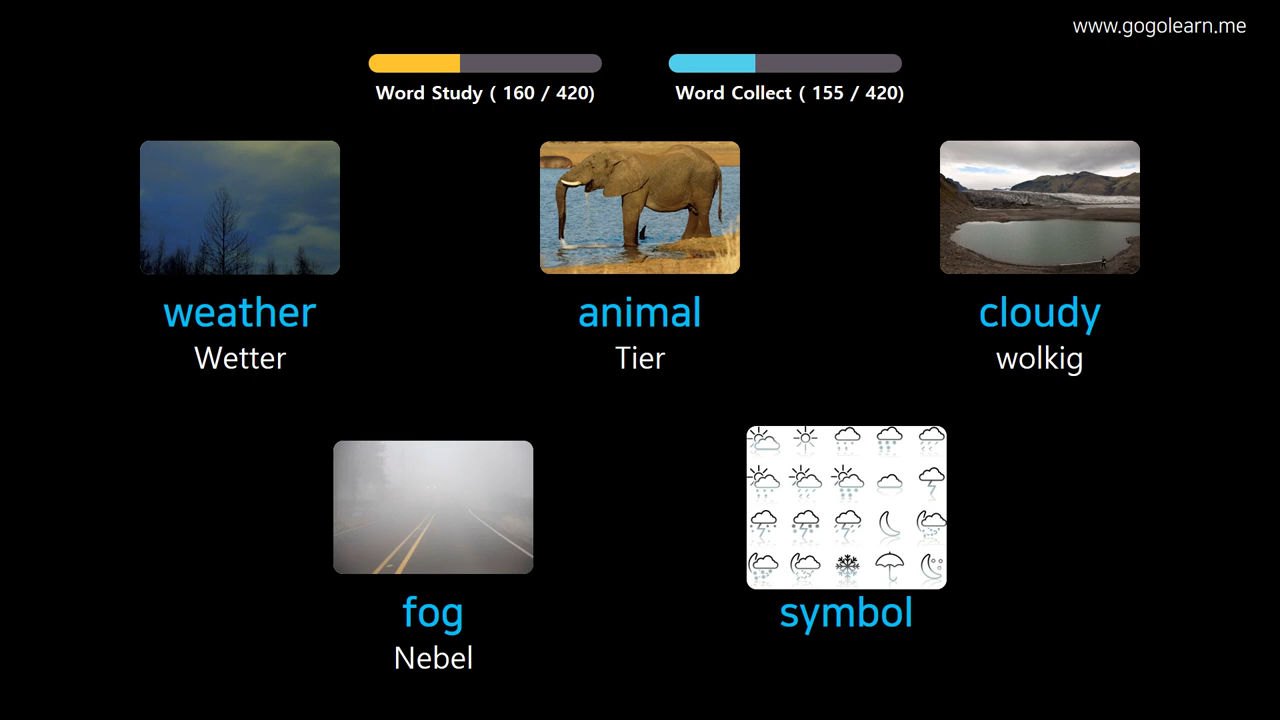 www.gogolearn.me
Word Study ( 160 / 420)
Word Collect ( 155 / 420)
weather
Wetter
animal
Tier
cloudy
wolkig
fog
Nebel
symbol